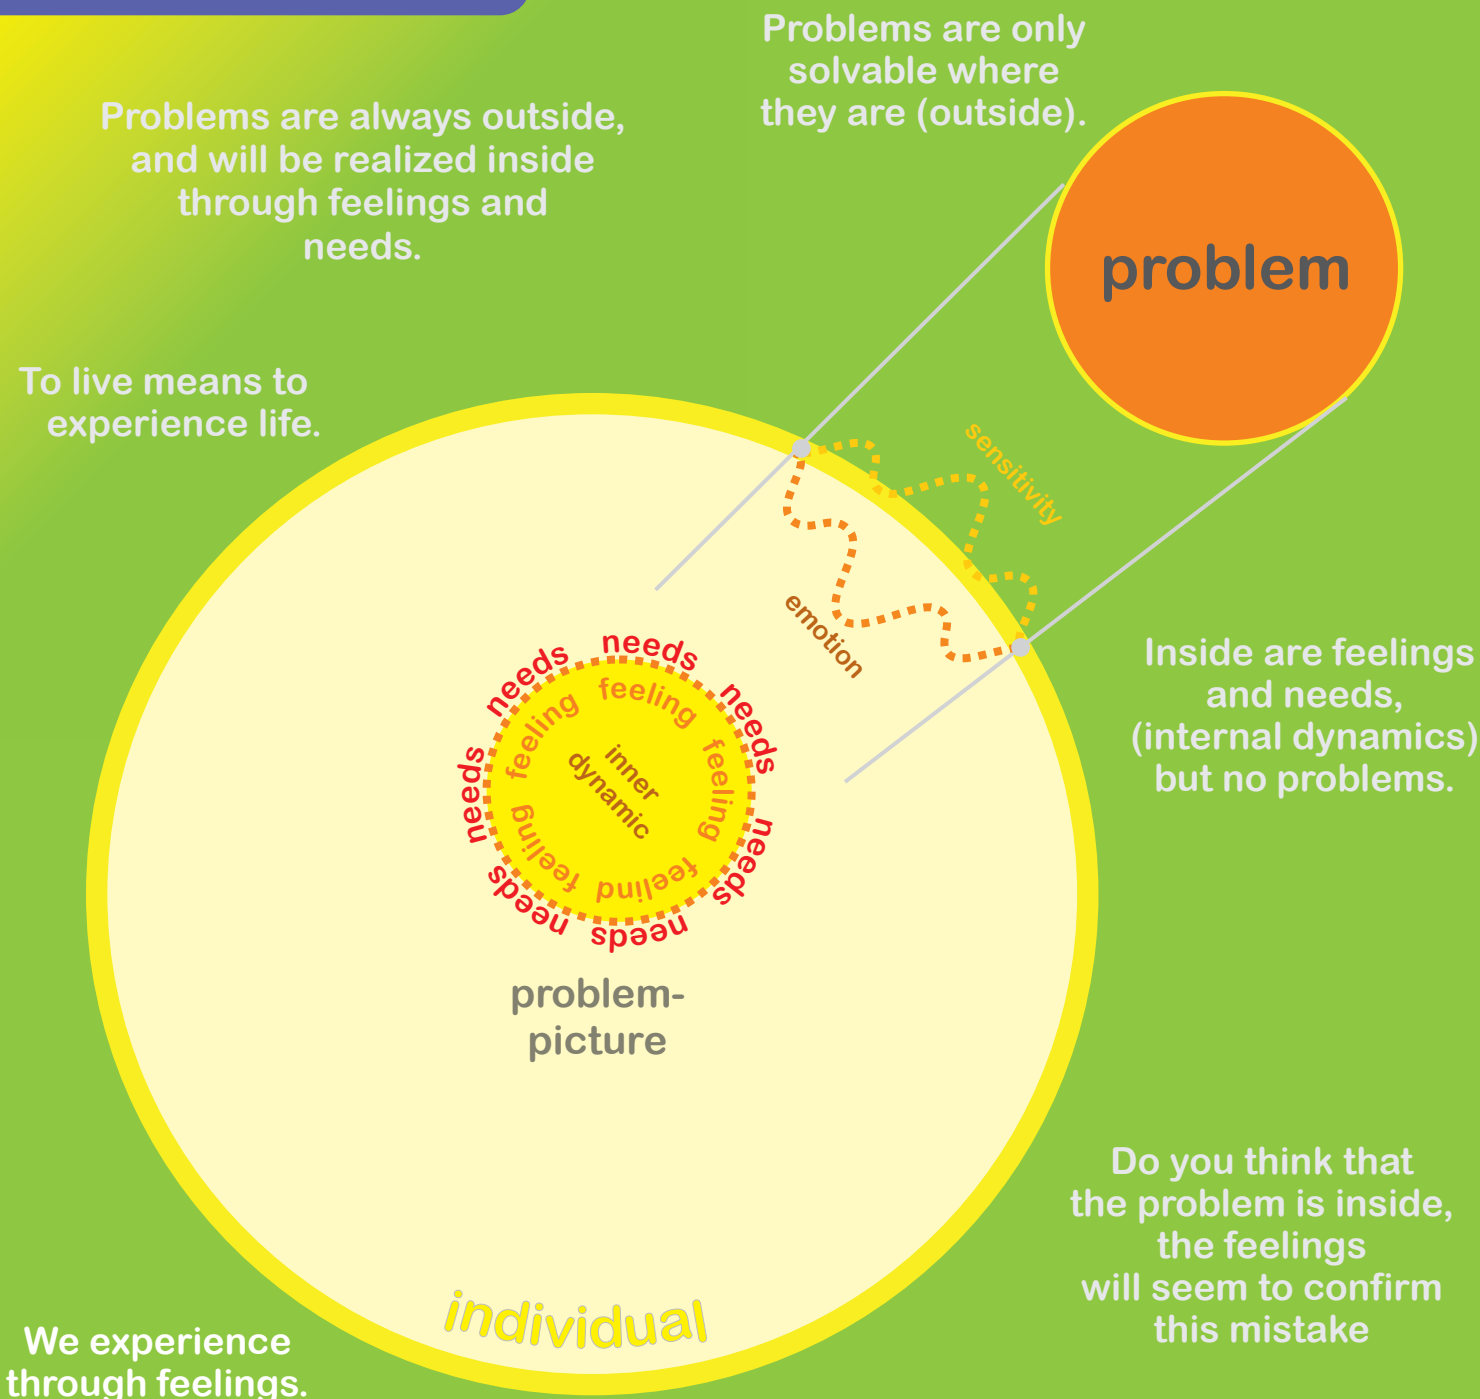 Problems are only
solvable where
they are (outside).
Problems are always outside,
and will be realized inside
through feelings and
needs.
problem
To live means to
experience life.
sensitivity
emotion
Inside are feelings
and needs,
(internal dynamics)
but no problems.
needs
needs
needs
needs
needs
needs
needs
needs
feeling
feeling
feeling
feelind
feeling
inner
dynamic
problem-
picture
Do you think that
the problem is inside,
the feelings
will seem to confirm
this mistake
individual
We experience
through feelings.